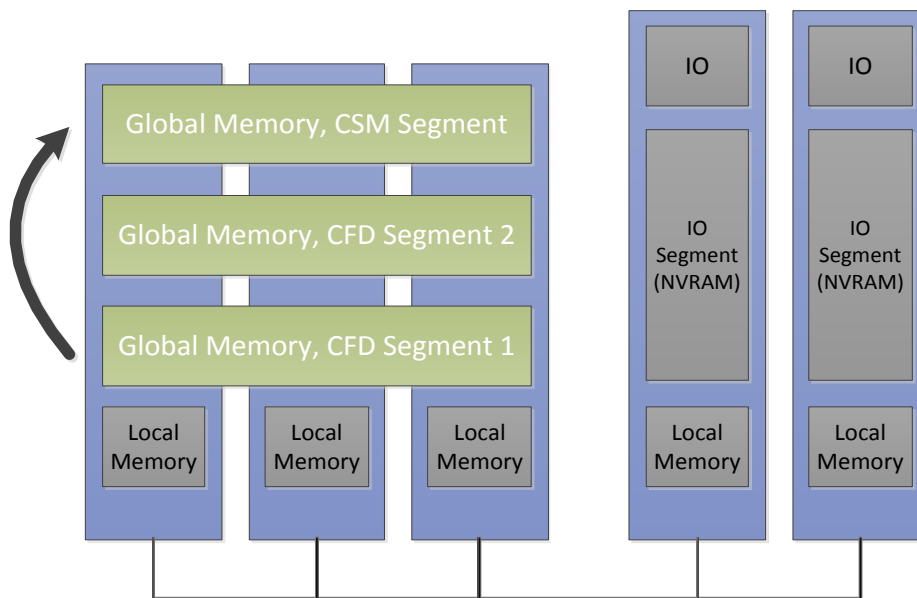 Global Memory, CSM Segment
Global Memory, CFD Segment 2
Global Memory, CFD Segment 1
Local
Memory
Local
Memory
Local
Memory
IO
IO
Segment
(NVRAM)
Local
Memory
IO
IO
Segment
(NVRAM)
Local
Memory